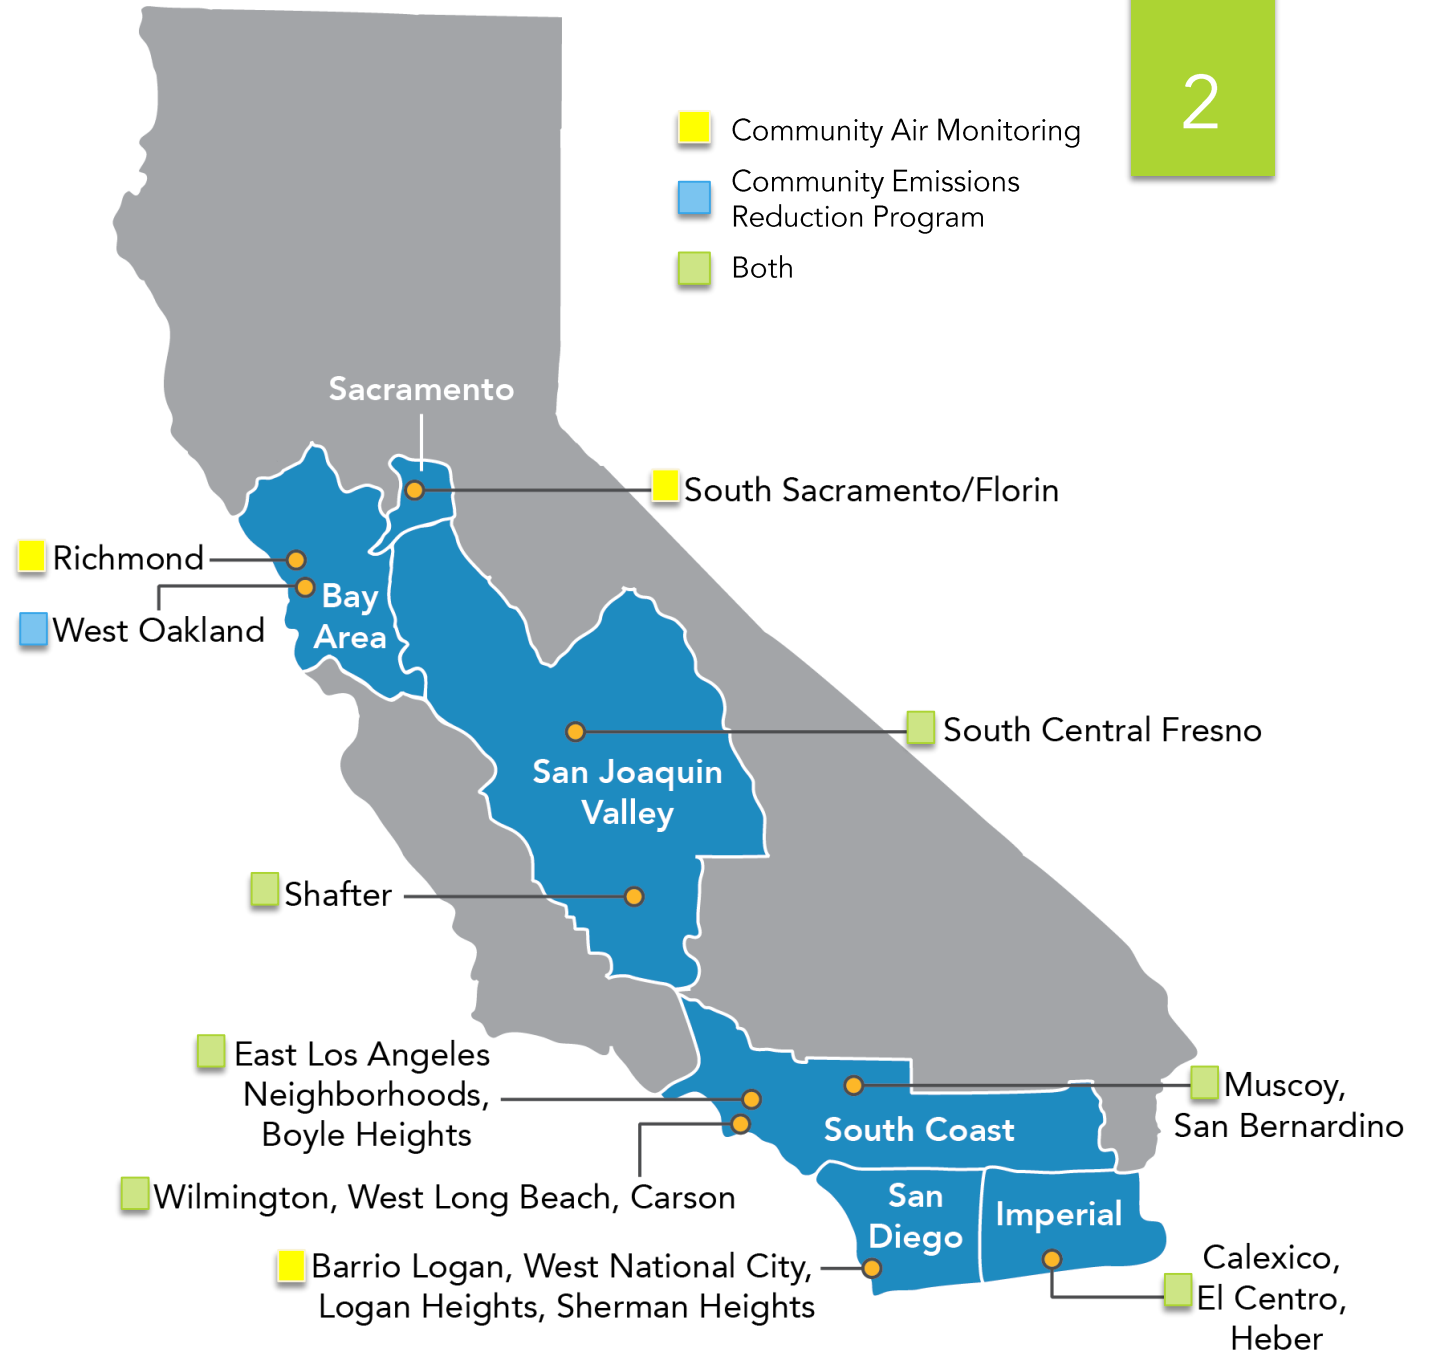 2
Community Air Monitoring
Community Emissions
Reduction Program
Both
Sacramento
South Sacramento/Florin
Richmond
Bay
Area
West Oakland
South Central Fresno
San Joaquin
Valley
Shafter
East Los Angeles
Neighborhoods,
Boyle Heights
Muscoy,
San Bernardino
South Coast
Wilmington, West Long Beach, Carson
San
Diego
Imperial
Barrio Logan, West National City,
Logan Heights, Sherman Heights
Calexico,
El Centro,
Heber